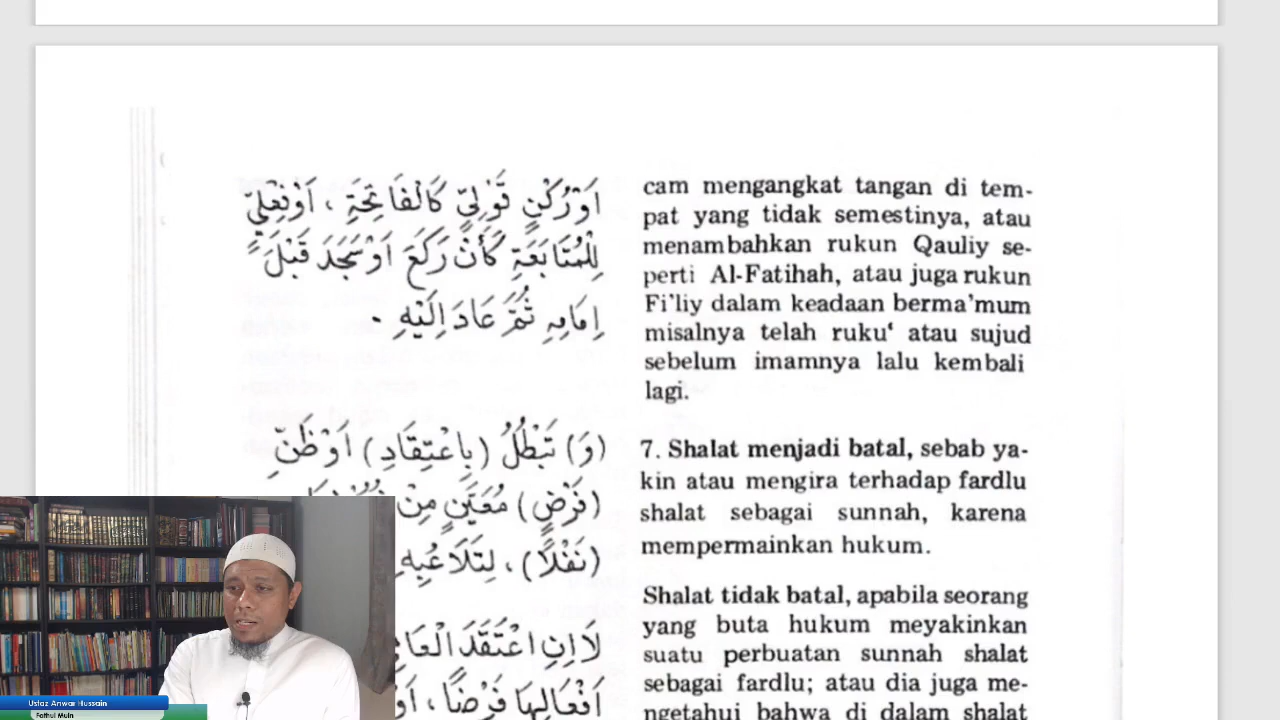 اَوْرُكْنٍ قَوْلِيٍّ كَالْفَاتِحَةِ ، اَوْفِعْلِيٍّ
لِلْمُتَابَعَةِ كَأَنْ رَكَعَ اَوْسَجَدَ قَبْلَ
اِمَامِهِ ثُمَّ عَادَ اِلَيْهِ .
(وَ) تَبْطُلُ (بِاعْتِقَادِ) اَوْظَنِّ
(فَرْضٍ) مُعَيَّنٍ مِنْ
(نَفْلًا) ، لِتَلَاعُبِهِ
لَااِنِ اعْتَقَدَ
اَفْعَالِهَا فَرْضًا ،
cam mengangkat tangan di tem-
pat yang tidak semestinya, atau
menambahkan rukun Qauliy se-
perti Al-Fatihah, atau juga rukun
Fi'liy dalam keadaan berma'mum
misalnya telah ruku‘ atau sujud
sebelum imamnya lalu kembali
lagi.
7. Shalat menjadi batal, sebab ya-
kin atau mengira terhadap fardlu
shalat sebagai sunnah, karena
mempermainkan hukum.
Shalat tidak batal, apabila seorang
yang buta hukum meyakinkan
suatu perbuatan sunnah shalat
sebagai fardlu; atau dia juga me-
ngetahui bahwa di dalam shalat
Ustaz Anwar Hussain
Fathul Muin